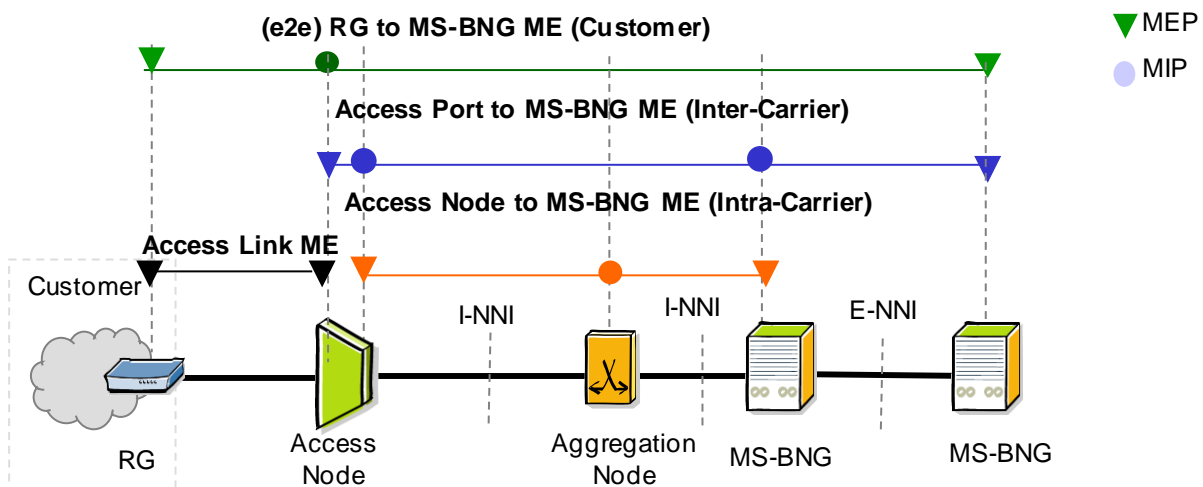 (e2e) RG to MS-BNG ME (Customer)
MEP
MIP
Access Port to MS-BNG ME (Inter-Carrier)
Access Node to MS-BNG ME (Intra-Carrier)
Access Link ME
Customer
I-NNI
I-NNI
E-NNI
RG
Access
Node
Aggregation
Node
MS-BNG
MS-BNG